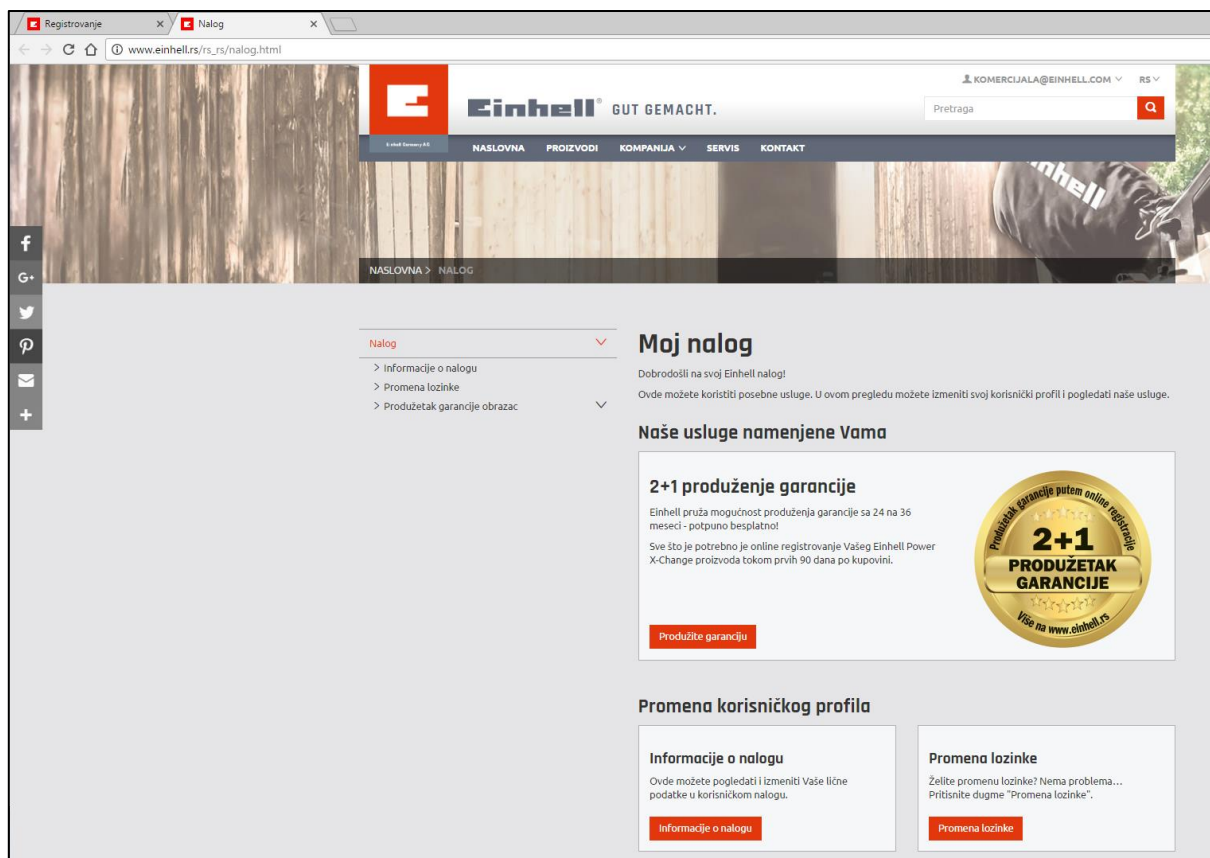 Registrovanje
Nalog
www.einhell.rs/rs_rs/nalog.html
KOMERCIJALA@EINHELL.COM
RS
Einhell® GUT GEMACHT.
Pretraga
Einhell Germany AG
NASLOVNA PROIZVODI KOMPANIJA SERVIS KONTAKT
einhell
NASLOVNA > NALOG
f
G+
Nalog
> Informacije o nalogu
> Promena lozinke
> Produžetak garancije obrazac
Moj nalog
Dobrodošli na svoj Einhell nalog!
Ovde možete koristiti posebne usluge. U ovom pregledu možete izmeniti svoj korisnički profil i pogledati naše usluge.
Naše usluge namenjene Vama
2+1 produženje garancije
Einhell pruža mogućnost produženja garancije sa 24 na 36
meseci - potpuno besplatno!
Sve što je potrebno je online registrovanje Vašeg Einhell Power
X-Change proizvoda tokom prvih 90 dana po kupovini.
Produžite garanciju
Produžetak garancije putem online registracije
2+1
PRODUŽETAK
GARANCIJE
Više na www.einhell.rs
Promena korisničkog profila
Informacije o nalogu
Ovde možete pogledati i izmeniti Vaše lične
podatke u korisničkom nalogu.
Informacije o nalogu
Promena lozinke
Želite promenu lozinke? Nema problema...
Pritisnite dugme "Promena lozinke".
Promena lozinke